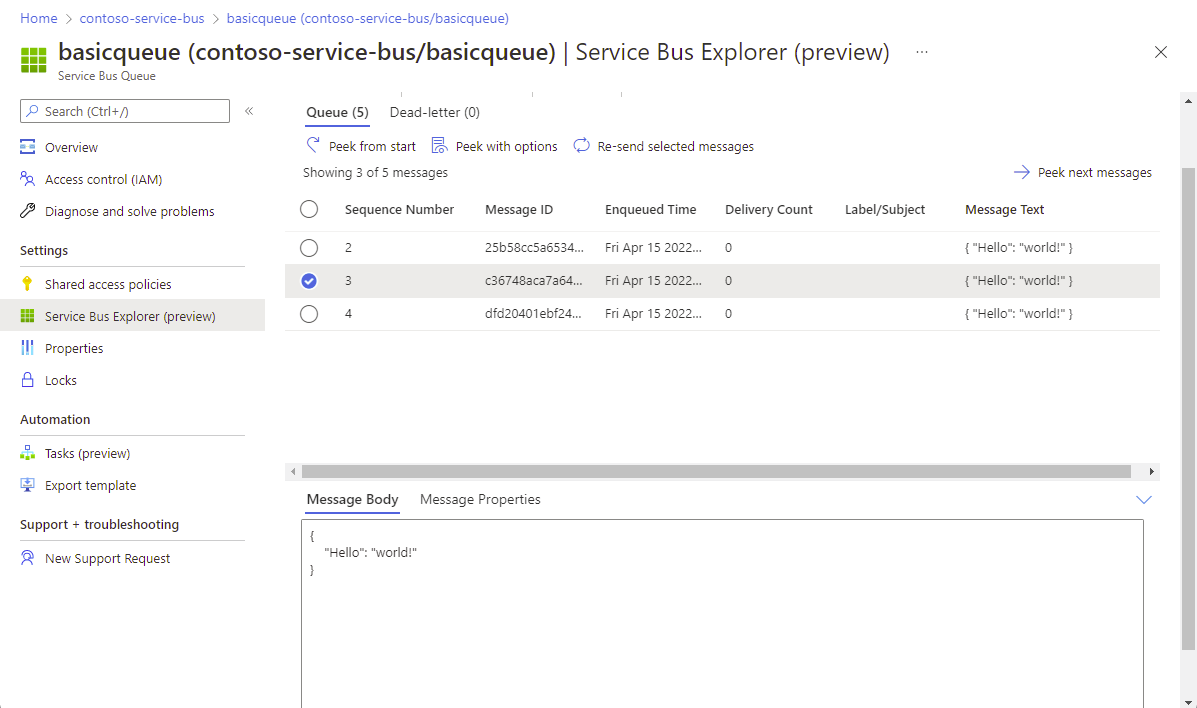 Home > contoso-service-bus > basicqueue (contoso-service-bus/basicqueue)
basicqueue (contoso-service-bus/basicqueue) | Service Bus Explorer (preview) ...
Service Bus Queue
Search (Ctrl+/) «
Overview
Access control (IAM)
Diagnose and solve problems
Settings
Shared access policies
Service Bus Explorer (preview)
Properties
Locks
Automation
Tasks (preview)
Export template
Support + troubleshooting
New Support Request
Queue (5) Dead-letter (0)
Peek from start Peek with options Re-send selected messages
Showing 3 of 5 messages Peek next messages
Sequence Number Message ID Enqueued Time Delivery Count Label/Subject Message Text
2 25b58cc5a6534... Fri Apr 15 2022... 0 { "Hello": "world!" }
3 c36748aca7a64... Fri Apr 15 2022... 0 { "Hello": "world!" }
4 dfd20401ebf24... Fri Apr 15 2022... 0 { "Hello": "world!" }
Message Body Message Properties
{
"Hello": "world!"
}